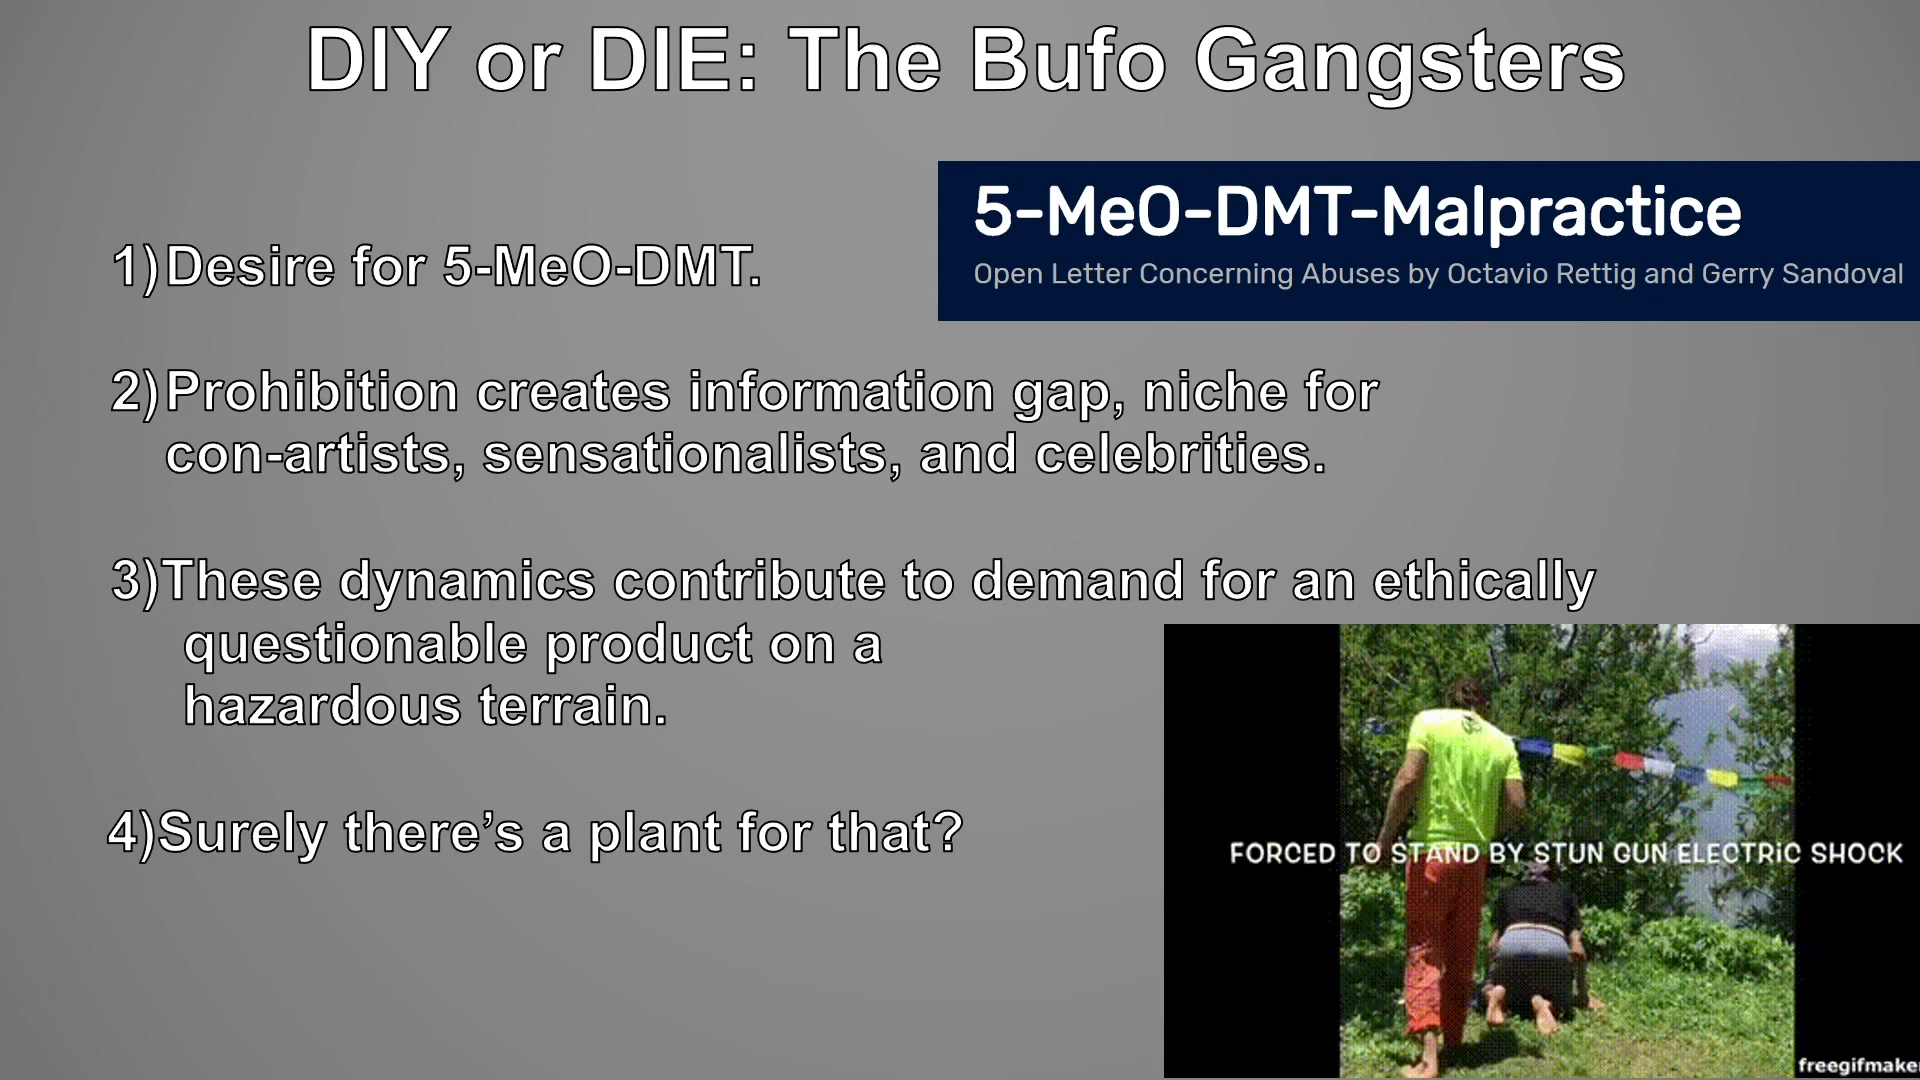 DIY or DIE: The Bufo Gangsters
5-MeO-DMT-Malpractice
Open Letter Concerning Abuses by Octavio Rettig and Gerry Sandoval
1)Desire for 5-MeO-DMT.
2)Prohibition creates information gap, niche for
con-artists, sensationalists, and celebrities.
3)These dynamics contribute to demand for an ethically
questionable product on a
hazardous terrain.
4)Surely there’s a plant for that?
FORCED TO STAND BY STUN GUN ELECTRiC SHOCK
freegifmaker